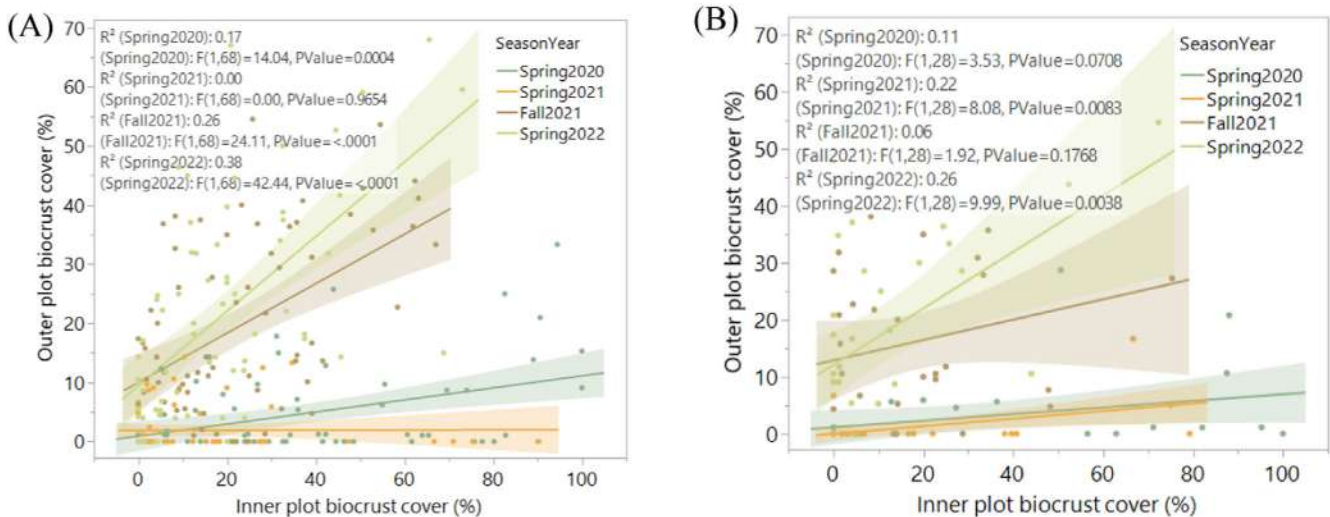 (A)
R² (Spring2020): 0.17
(Spring2020): F(1,68)=14.04, PValue=0.0004
R² (Spring2021): 0.00
(Spring2021): F(1,68)=0.00, PValue=0.9654
R² (Fall2021): 0.26
(Fall2021): F(1,68)=24.11, PValue=<.0001
R² (Spring2022): 0.38
(Spring2022): F(1,68)=42.44, PValue=<.0001
SeasonYear
Spring2020
Spring2021
Fall2021
Spring2022
Outer plot biocrust cover (%)
70
60
50
40
30
20
10
0
0 20 40 60 80 100
Inner plot biocrust cover (%)
(B)
R² (Spring2020): 0.11
(Spring2020): F(1,28)=3.53, PValue=0.0708
R² (Spring2021): 0.22
(Spring2021): F(1,28)=8.08, PValue=0.0083
R² (Fall2021): 0.06
(Fall2021): F(1,28)=1.92, PValue=0.1768
R² (Spring2022): 0.26
(Spring2022): F(1,28)=9.99, PValue=0.0038
SeasonYear
Spring2020
Spring2021
Fall2021
Spring2022
Outer plot biocrust cover (%)
70
60
50
40
30
20
10
0
0 20 40 60 80 100
Inner plot biocrust cover (%)